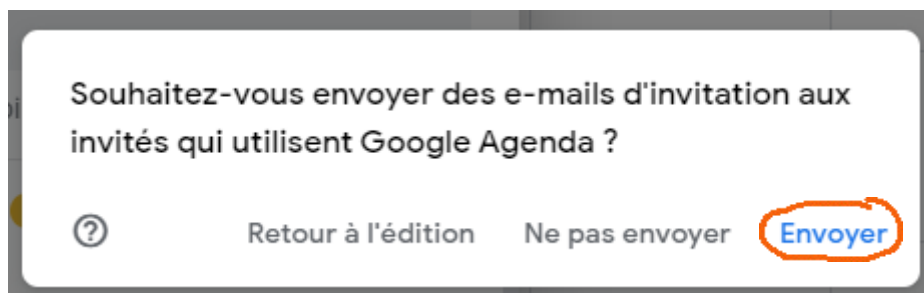 Souhaitez-vous envoyer des e-mails d'invitation aux
invités qui utilisent Google Agenda ?
Retour à l'édition Ne pas envoyer Envoyer